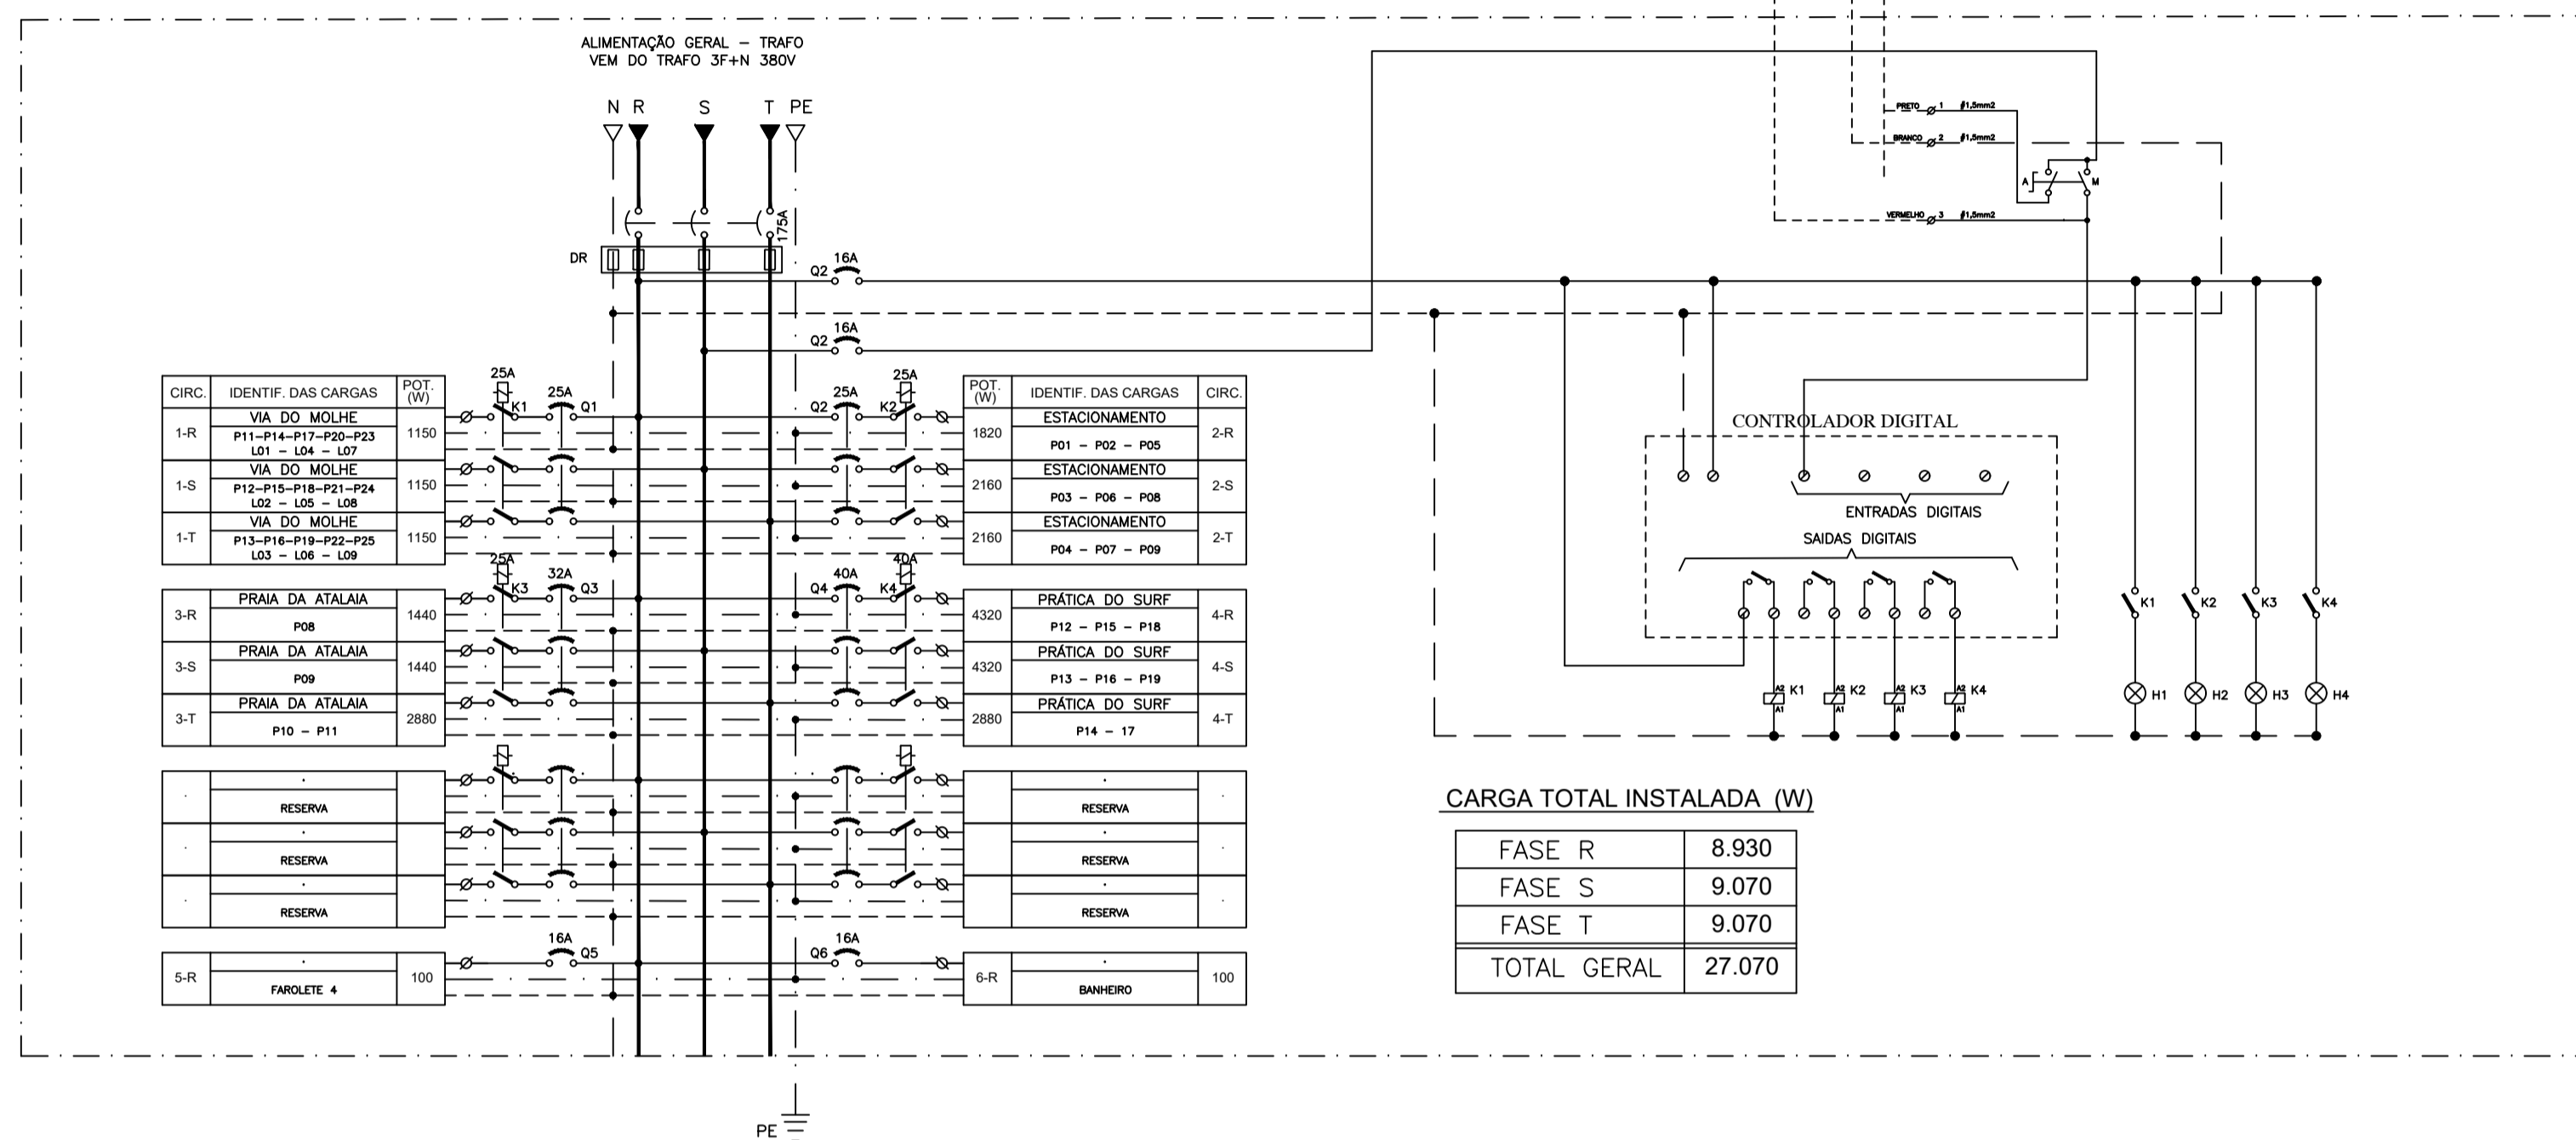 ALIMENTAÇÃO GERAL – TRAFO
VEM DO TRAFO 3F+N 380V
N R S T PE
175A
DR
Q2 16A
Q2 16A
PRETO 1 #1,5mm2
BRANCO 2 #1,5mm2
A M
VERMELHO 3 #1,5mm2
CIRC. IDENTIF. DAS CARGAS POT. (W)
1-R VIA DO MOLHE 1150
P11-P14-P17-P20-P23
L01 - L04 - L07
1-S VIA DO MOLHE 1150
P12-P15-P18-P21-P24
L02 - L05 - L08
1-T VIA DO MOLHE 1150
P13-P16-P19-P22-P25
L03 - L06 - L09
25A K1 25A Q1
Q2 25A K2 25A
POT. (W) IDENTIF. DAS CARGAS CIRC.
1820 ESTACIONAMENTO 2-R
P01 - P02 - P05
2160 ESTACIONAMENTO 2-S
P03 - P06 - P08
2160 ESTACIONAMENTO 2-T
P04 - P07 - P09
3-R PRAIA DA ATALAIA 1440
P08
3-S PRAIA DA ATALAIA 1440
P09
3-T PRAIA DA ATALAIA 2880
P10 - P11
25A K3 32A Q3
Q4 40A K4 40A
4320 PRÁTICA DO SURF 4-R
P12 - P15 - P18
4320 PRÁTICA DO SURF 4-S
P13 - P16 - P19
2880 PRÁTICA DO SURF 4-T
P14 - 17
RESERVA
RESERVA
RESERVA
RESERVA
RESERVA
RESERVA
5-R FAROLETE 4 100
16A Q5
Q6 16A
6-R BANHEIRO 100
PE
CONTROLADOR DIGITAL
ENTRADAS DIGITAIS
SAIDAS DIGITAIS
A2 K1 A2 K2 A2 K3 A2 K4
A1 A1 A1 A1
K1 K2 K3 K4
H1 H2 H3 H4
CARGA TOTAL INSTALADA (W)
FASE R 8.930
FASE S 9.070
FASE T 9.070
TOTAL GERAL 27.070